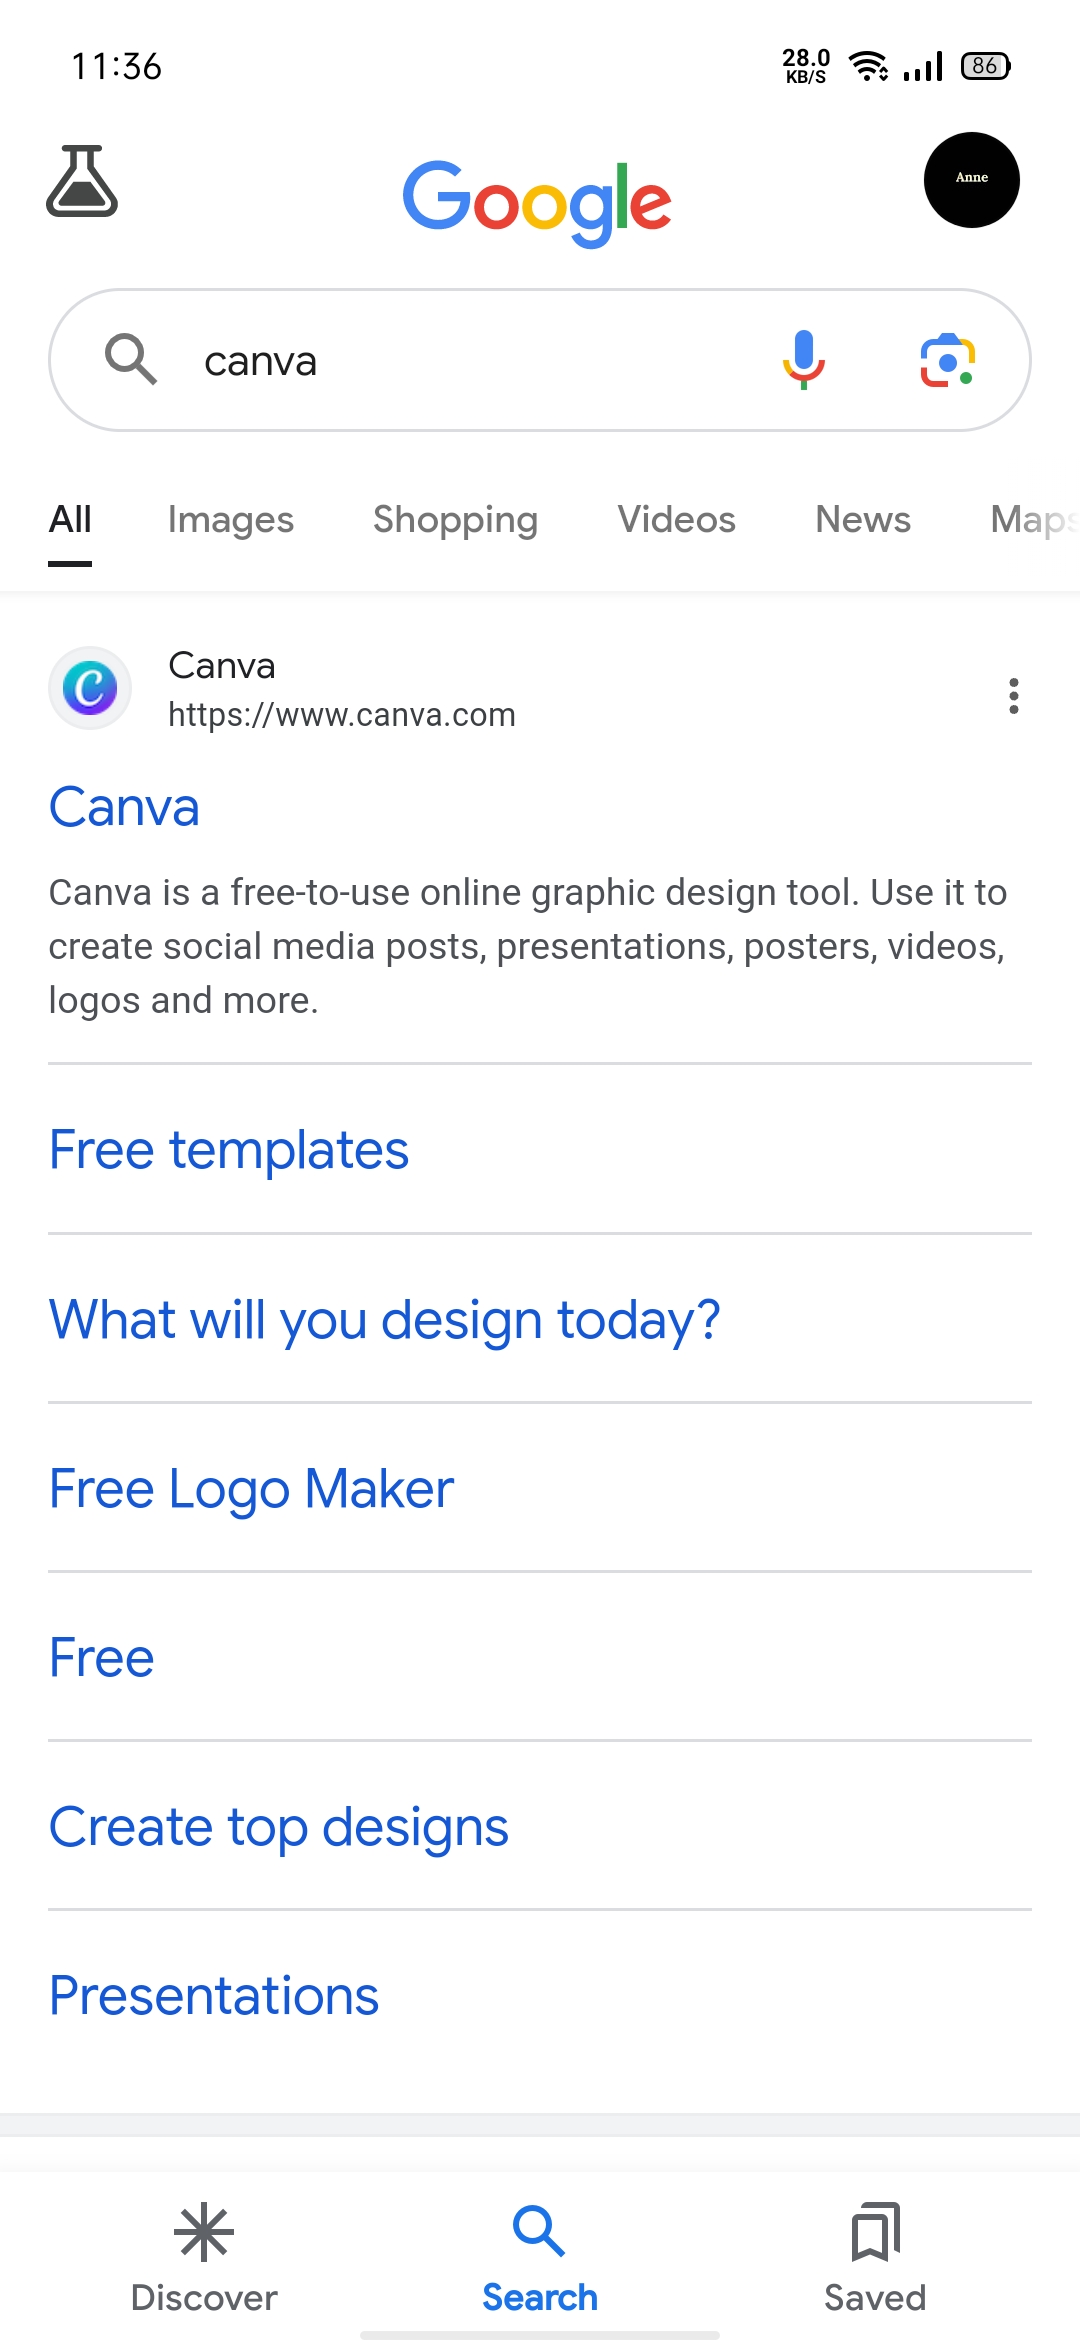 11:36
28.0
KB/S
86
Google
Anne
canva
All
Images
Shopping
Videos
News
Maps
C
Canva
https://www.canva.com
Canva
Canva is a free-to-use online graphic design tool. Use it to
create social media posts, presentations, posters, videos,
logos and more.
Free templates
What will you design today?
Free Logo Maker
Free
Create top designs
Presentations
Discover
Search
Saved